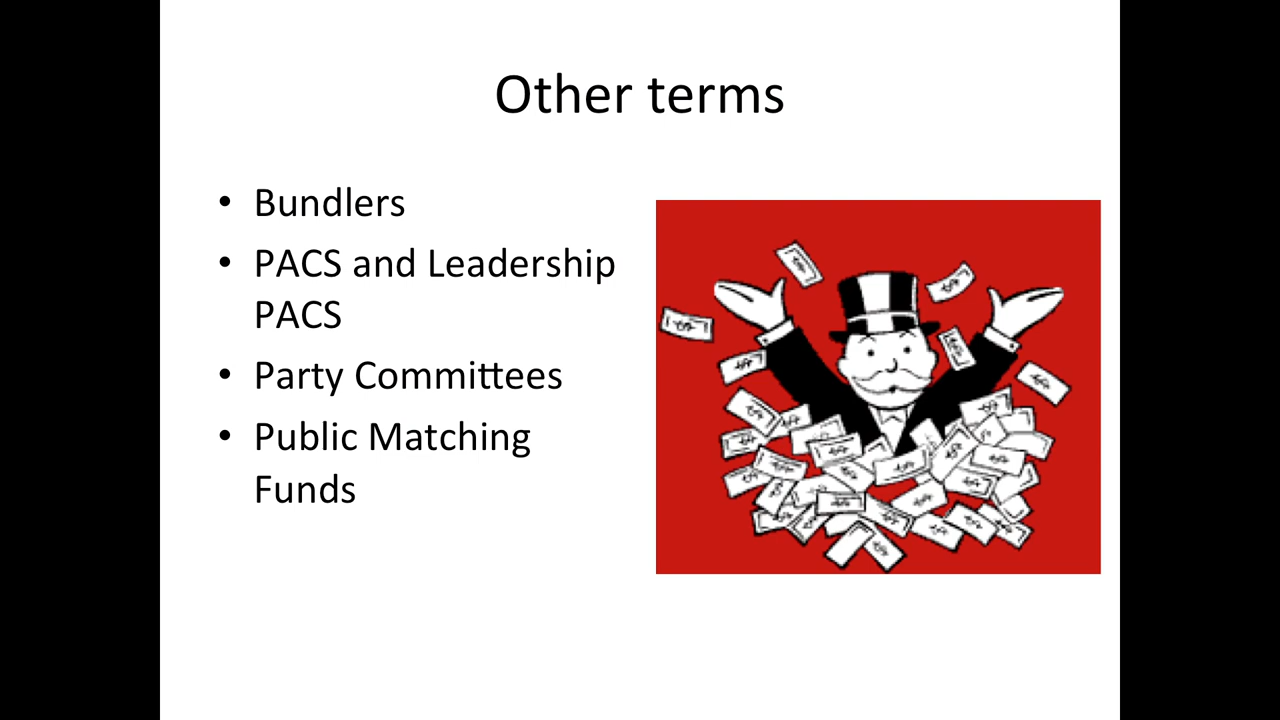 Other terms
• Bundlers
• PACS and Leadership
PACS
• Party Committees
• Public Matching
Funds